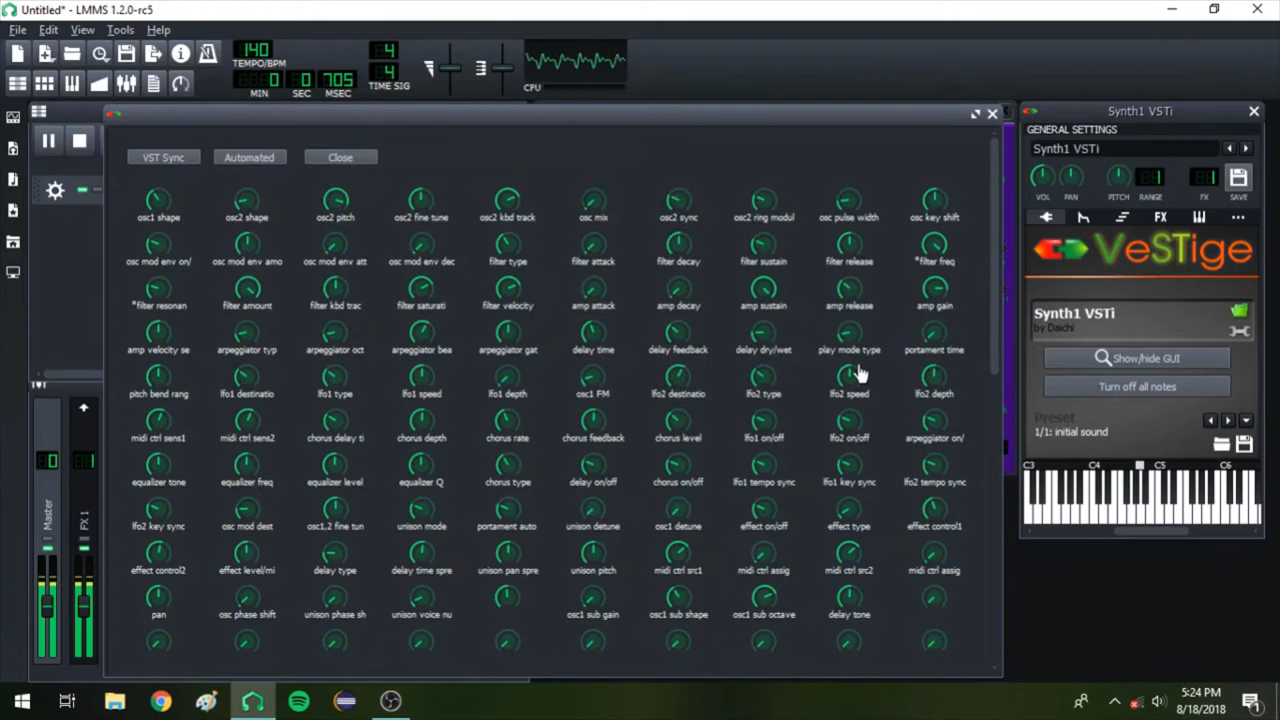 Untitled* - LMMS 1.2.0-rc5
File Edit View Tools Help
140
TEMPO/BPM
0 0 705
MIN SEC MSEC
4
4
TIME SIG
CPU
VST Sync Automated Close
osc1 shape osc2 shape osc2 pitch osc2 fine tune osc2 kbd track osc mix osc2 sync osc2 ring modul osc pulse width osc key shift
osc mod env on/ osc mod env amo osc mod env att osc mod env dec filter type filter attack filter decay filter sustain filter release *filter freq
*filter resonan filter amount filter kbd trac filter saturati filter velocity amp attack amp decay amp sustain amp release amp gain
amp velocity se arpeggiator typ arpeggiator oct arpeggiator bea arpeggiator gat delay time delay feedback delay dry/wet play mode type portament time
pitch bend rang lfo1 destinatio lfo1 type lfo1 speed lfo1 depth osc1 FM lfo2 destinatio lfo2 type lfo2 speed lfo2 depth
midi ctrl sens1 midi ctrl sens2 chorus delay ti chorus depth chorus rate chorus feedback chorus level lfo1 on/off lfo2 on/off arpeggiator on/
equalizer tone equalizer freq equalizer level equalizer Q chorus type delay on/off chorus on/off lfo1 tempo sync lfo1 key sync lfo2 tempo sync
lfo2 key sync osc mod dest osc1,2 fine tun unison mode portament auto unison detune osc1 detune effect on/off effect type effect control1
effect control2 effect level/mi delay type delay time spre unison pan spre unison pitch midi ctrl src1 midi ctrl assig midi ctrl src2 midi ctrl assig
pan osc phase shift unison phase sh unison voice nu osc1 sub gain osc1 sub shape osc1 sub octave delay tone
0 1
Master FX 1
Synth1 VSTi
GENERAL SETTINGS
Synth1 VSTi
1 1
VOL PAN PITCH RANGE FX SAVE
FX
VeSTige
Synth1 VSTi
by Daichi
Show/hide GUI
Turn off all notes
Preset
1/1: initial sound
C3 C4 C5 C6
5:24 PM
8/18/2018
1